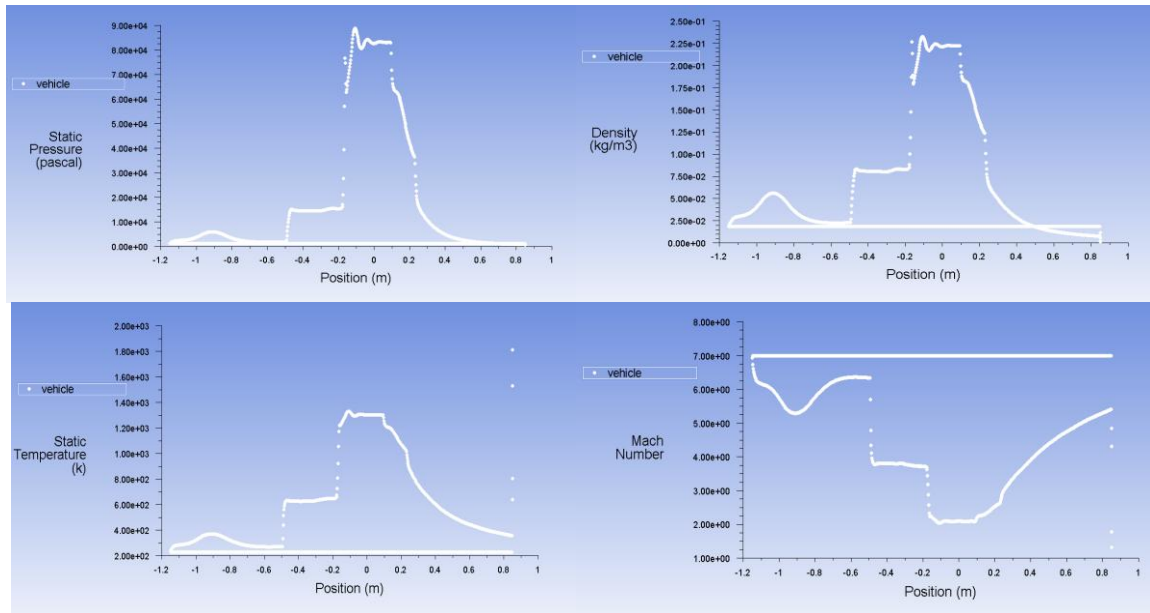 9.00e+04
8.00e+04
7.00e+04
6.00e+04
5.00e+04
4.00e+04
3.00e+04
2.00e+04
1.00e+04
0.00e+00
vehicle
Static
Pressure
(pascal)
-1.2 -1 -0.8 -0.6 -0.4 -0.2 0 0.2 0.4 0.6 0.8 1
Position (m)
2.50e-01
2.25e-01
2.00e-01
1.75e-01
1.50e-01
1.25e-01
1.00e-01
7.50e-02
5.00e-02
2.50e-02
0.00e+00
vehicle
Density
(kg/m3)
-1.2 -1 -0.8 -0.6 -0.4 -0.2 0 0.2 0.4 0.6 0.8 1
Position (m)
2.00e+03
1.80e+03
1.60e+03
1.40e+03
1.20e+03
1.00e+03
8.00e+02
6.00e+02
4.00e+02
2.00e+02
vehicle
Static
Temperature
(k)
-1.2 -1 -0.8 -0.6 -0.4 -0.2 0 0.2 0.4 0.6 0.8 1
Position (m)
8.00e+00
7.00e+00
6.00e+00
5.00e+00
4.00e+00
3.00e+00
2.00e+00
1.00e+00
vehicle
Mach
Number
-1.2 -1 -0.8 -0.6 -0.4 -0.2 0 0.2 0.4 0.6 0.8 1
Position (m)